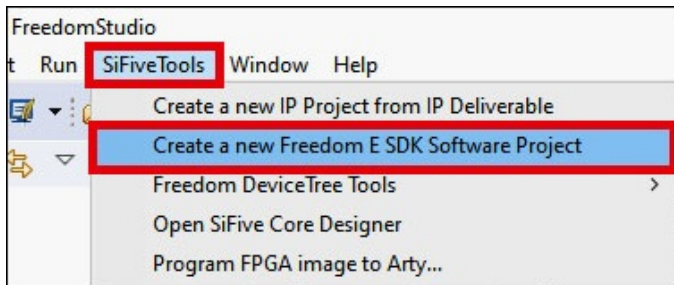 FreedomStudio
t Run SiFiveTools Window Help
Create a new IP Project from IP Deliverable
Create a new Freedom E SDK Software Project
Freedom DeviceTree Tools
Open SiFive Core Designer
Program FPGA image to Arty...